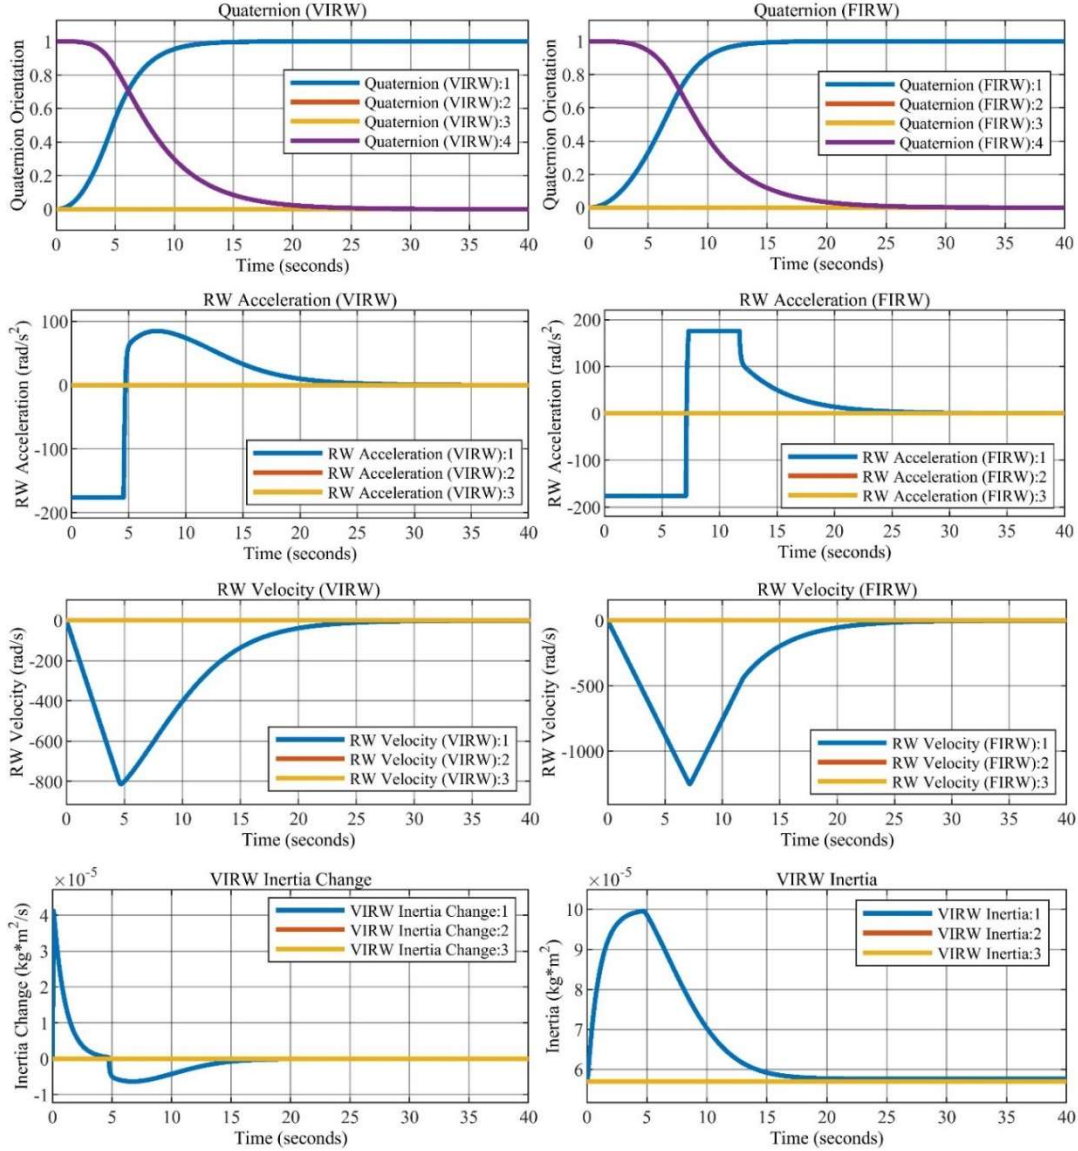 Quaternion (VIRW)
Quaternion Orientation
1
0.8
0.6
0.4
0.2
0
Quaternion (VIRW):1
Quaternion (VIRW):2
Quaternion (VIRW):3
Quaternion (VIRW):4
0 5 10 15 20 25 30 35 40
Time (seconds)
Quaternion (FIRW)
Quaternion Orientation
1
0.8
0.6
0.4
0.2
0
Quaternion (FIRW):1
Quaternion (FIRW):2
Quaternion (FIRW):3
Quaternion (FIRW):4
0 5 10 15 20 25 30 35 40
Time (seconds)
RW Acceleration (VIRW)
RW Acceleration (rad/s²)
100
0
-100
-200
RW Acceleration (VIRW):1
RW Acceleration (VIRW):2
RW Acceleration (VIRW):3
0 5 10 15 20 25 30 35 40
Time (seconds)
RW Acceleration (FIRW)
RW Acceleration (rad/s²)
200
100
0
-100
-200
RW Acceleration (FIRW):1
RW Acceleration (FIRW):2
RW Acceleration (FIRW):3
0 5 10 15 20 25 30 35 40
Time (seconds)
RW Velocity (VIRW)
RW Velocity (rad/s)
0
-200
-400
-600
-800
RW Velocity (VIRW):1
RW Velocity (VIRW):2
RW Velocity (VIRW):3
0 5 10 15 20 25 30 35 40
Time (seconds)
RW Velocity (FIRW)
RW Velocity (rad/s)
0
-500
-1000
RW Velocity (FIRW):1
RW Velocity (FIRW):2
RW Velocity (FIRW):3
0 5 10 15 20 25 30 35 40
Time (seconds)
×10⁻⁵
VIRW Inertia Change
Inertia Change (kg*m²/s)
4
3
2
1
0
-1
VIRW Inertia Change:1
VIRW Inertia Change:2
VIRW Inertia Change:3
0 5 10 15 20 25 30 35 40
Time (seconds)
×10⁻⁵
VIRW Inertia
Inertia (kg*m²)
10
9
8
7
6
VIRW Inertia:1
VIRW Inertia:2
VIRW Inertia:3
0 5 10 15 20 25 30 35 40
Time (seconds)